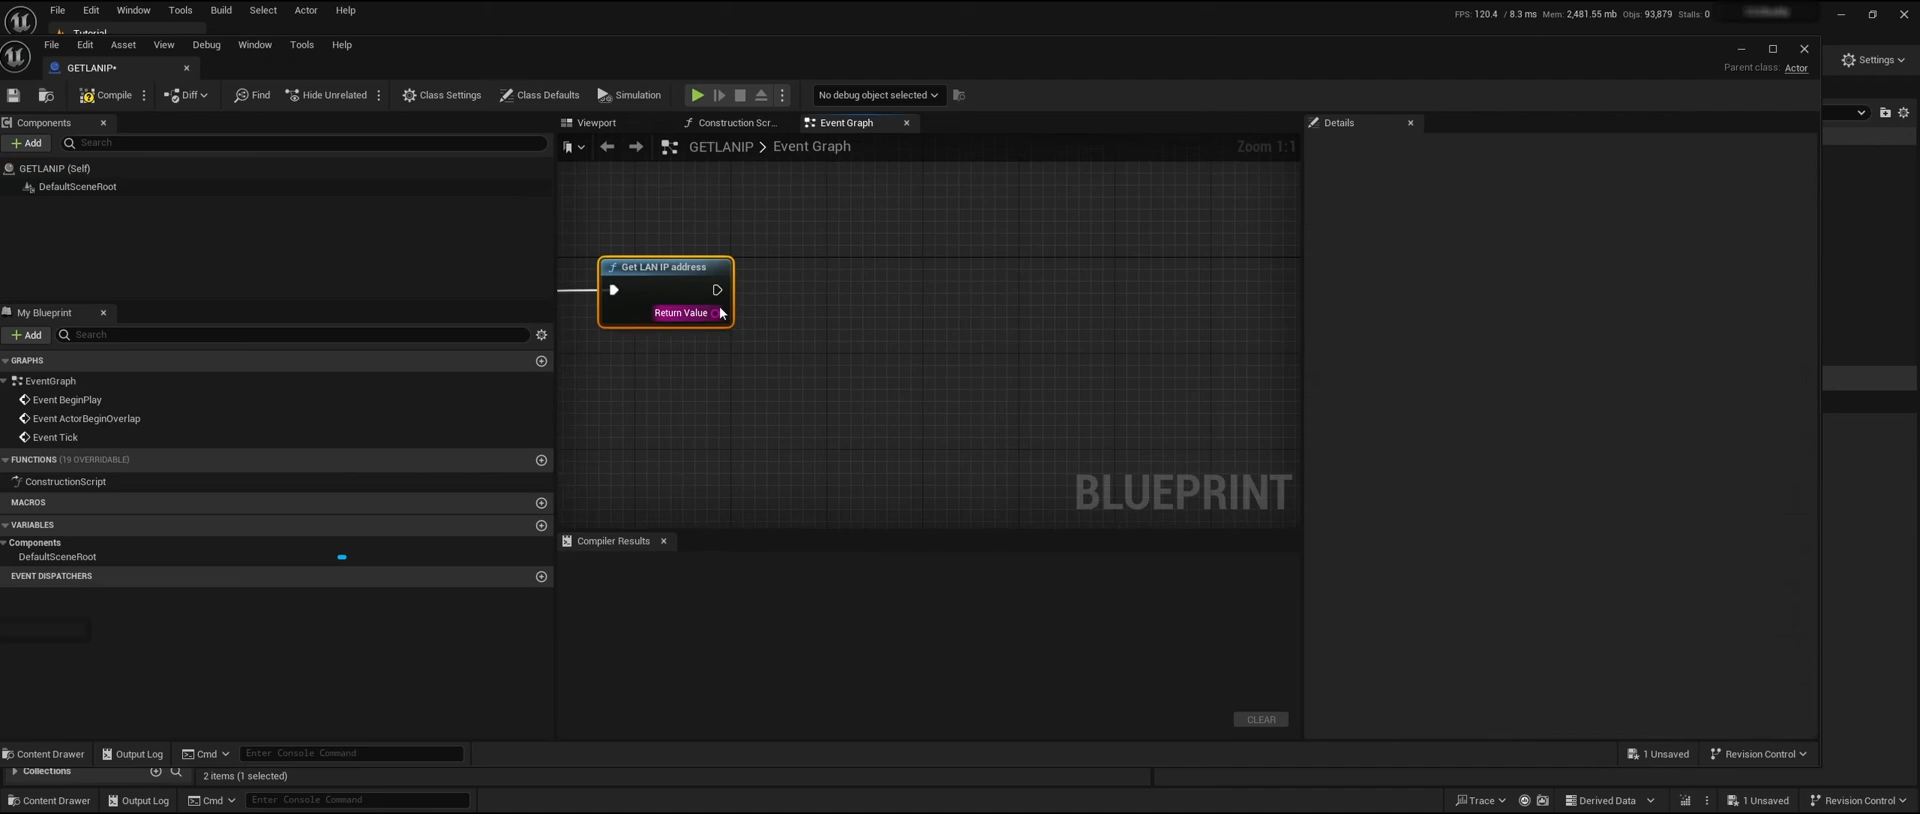 File Edit Window Tools Build Select Actor Help
FPS: 120.4 / 8.3 ms Mem: 2,481.55 mb Objs: 93,879 Stalls: 0
Tutorial
File Edit Asset View Debug Window Tools Help
GETLANIP*
Parent class: Actor
Settings
Compile Diff Find Hide Unrelated Class Settings Class Defaults Simulation No debug object selected
Components
Viewport Construction Scr... Event Graph Details
Add Search
GETLANIP > Event Graph Zoom 1:1
GETLANIP (Self)
DefaultSceneRoot
Get LAN IP address
Return Value
My Blueprint
Add Search
GRAPHS
EventGraph
Event BeginPlay
Event ActorBeginOverlap
Event Tick
FUNCTIONS (19 OVERRIDABLE)
ConstructionScript
MACROS
VARIABLES
Components
DefaultSceneRoot
EVENT DISPATCHERS
BLUEPRINT
Compiler Results
CLEAR
Content Drawer Output Log Cmd Enter Console Command 1 Unsaved Revision Control
Collections 2 items (1 selected)
Content Drawer Output Log Cmd Enter Console Command Trace Derived Data 1 Unsaved Revision Control